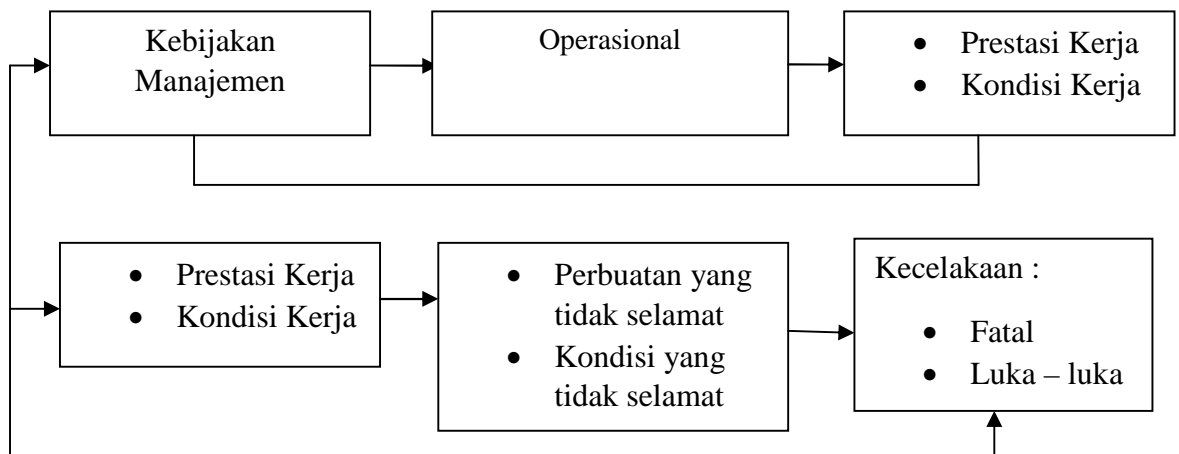 Kebijakan
Manajemen
Operasional
• Prestasi Kerja
• Kondisi Kerja
• Prestasi Kerja
• Kondisi Kerja
• Perbuatan yang
tidak selamat
• Kondisi yang
tidak selamat
Kecelakaan :
• Fatal
• Luka – luka